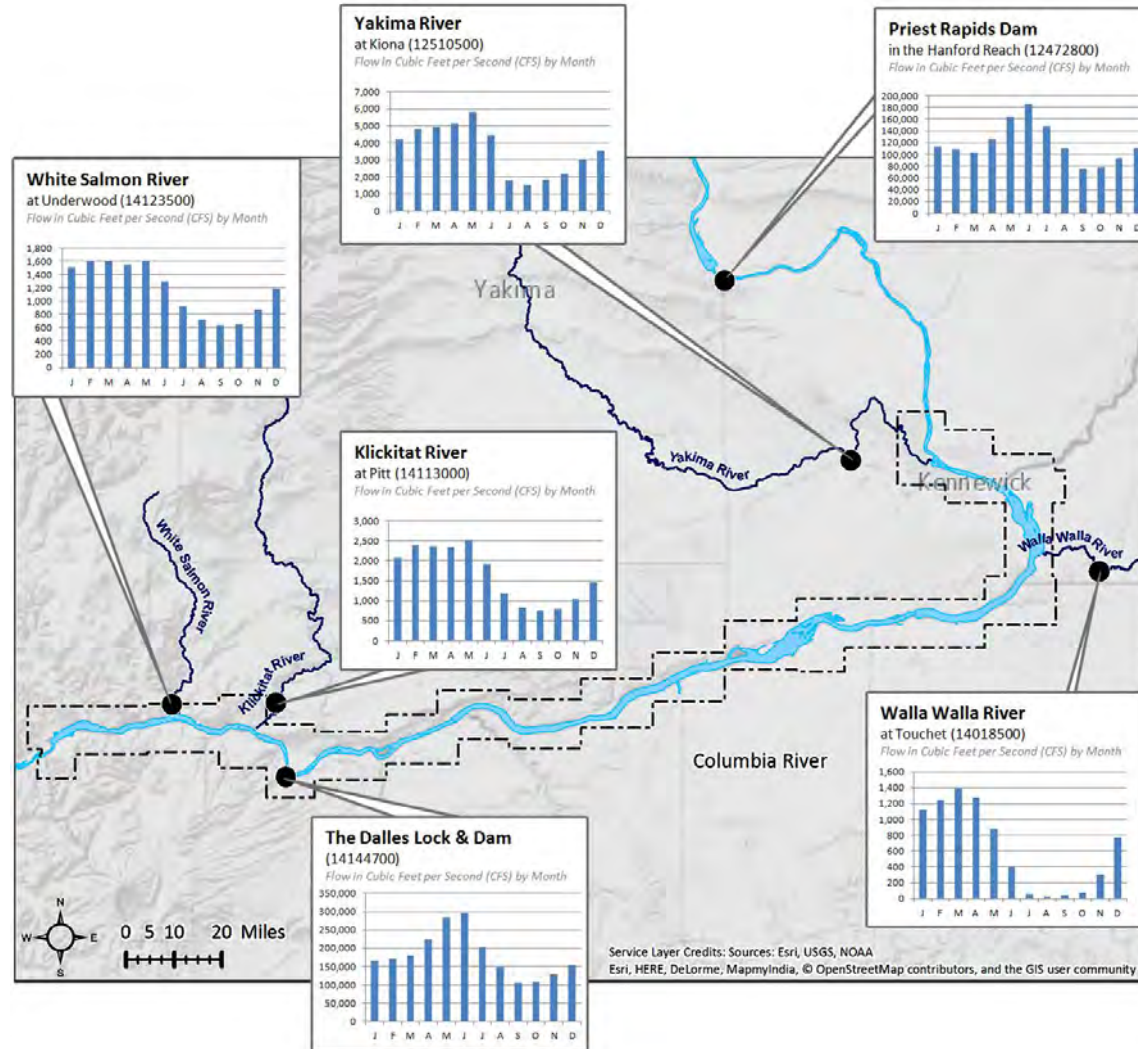 Yakima River
at Kiona (12510500)
Flow in Cubic Feet per Second (CFS) by Month
7,000
6,000
5,000
4,000
3,000
2,000
1,000
0
J F M A M J J A S O N D
Priest Rapids Dam
in the Hanford Reach (12472800)
Flow in Cubic Feet per Second (CFS) by Month
200,000
180,000
160,000
140,000
120,000
100,000
80,000
60,000
40,000
20,000
0
J F M A M J J A S O N D
White Salmon River
at Underwood (14123500)
Flow in Cubic Feet per Second (CFS) by Month
1,800
1,600
1,400
1,200
1,000
800
600
400
200
0
J F M A M J J A S O N D
Yakima
Klickitat River
at Pitt (14113000)
Flow in Cubic Feet per Second (CFS) by Month
3,000
2,500
2,000
1,500
1,000
500
0
J F M A M J J A S O N D
Yakima River
Kennewick
Walla Walla River
White Salmon River
Klickitat River
Columbia River
Walla Walla River
at Touchet (14018500)
Flow in Cubic Feet per Second (CFS) by Month
1,600
1,400
1,200
1,000
800
600
400
200
0
J F M A M J J A S O N D
The Dalles Lock & Dam
(14144700)
Flow in Cubic Feet per Second (CFS) by Month
350,000
300,000
250,000
200,000
150,000
100,000
50,000
0
J F M A M J J A S O N D
N
W E
S
0 5 10 20 Miles
Service Layer Credits: Sources: Esri, USGS, NOAA
Esri, HERE, DeLorme, MapmyIndia, © OpenStreetMap contributors, and the GIS user community